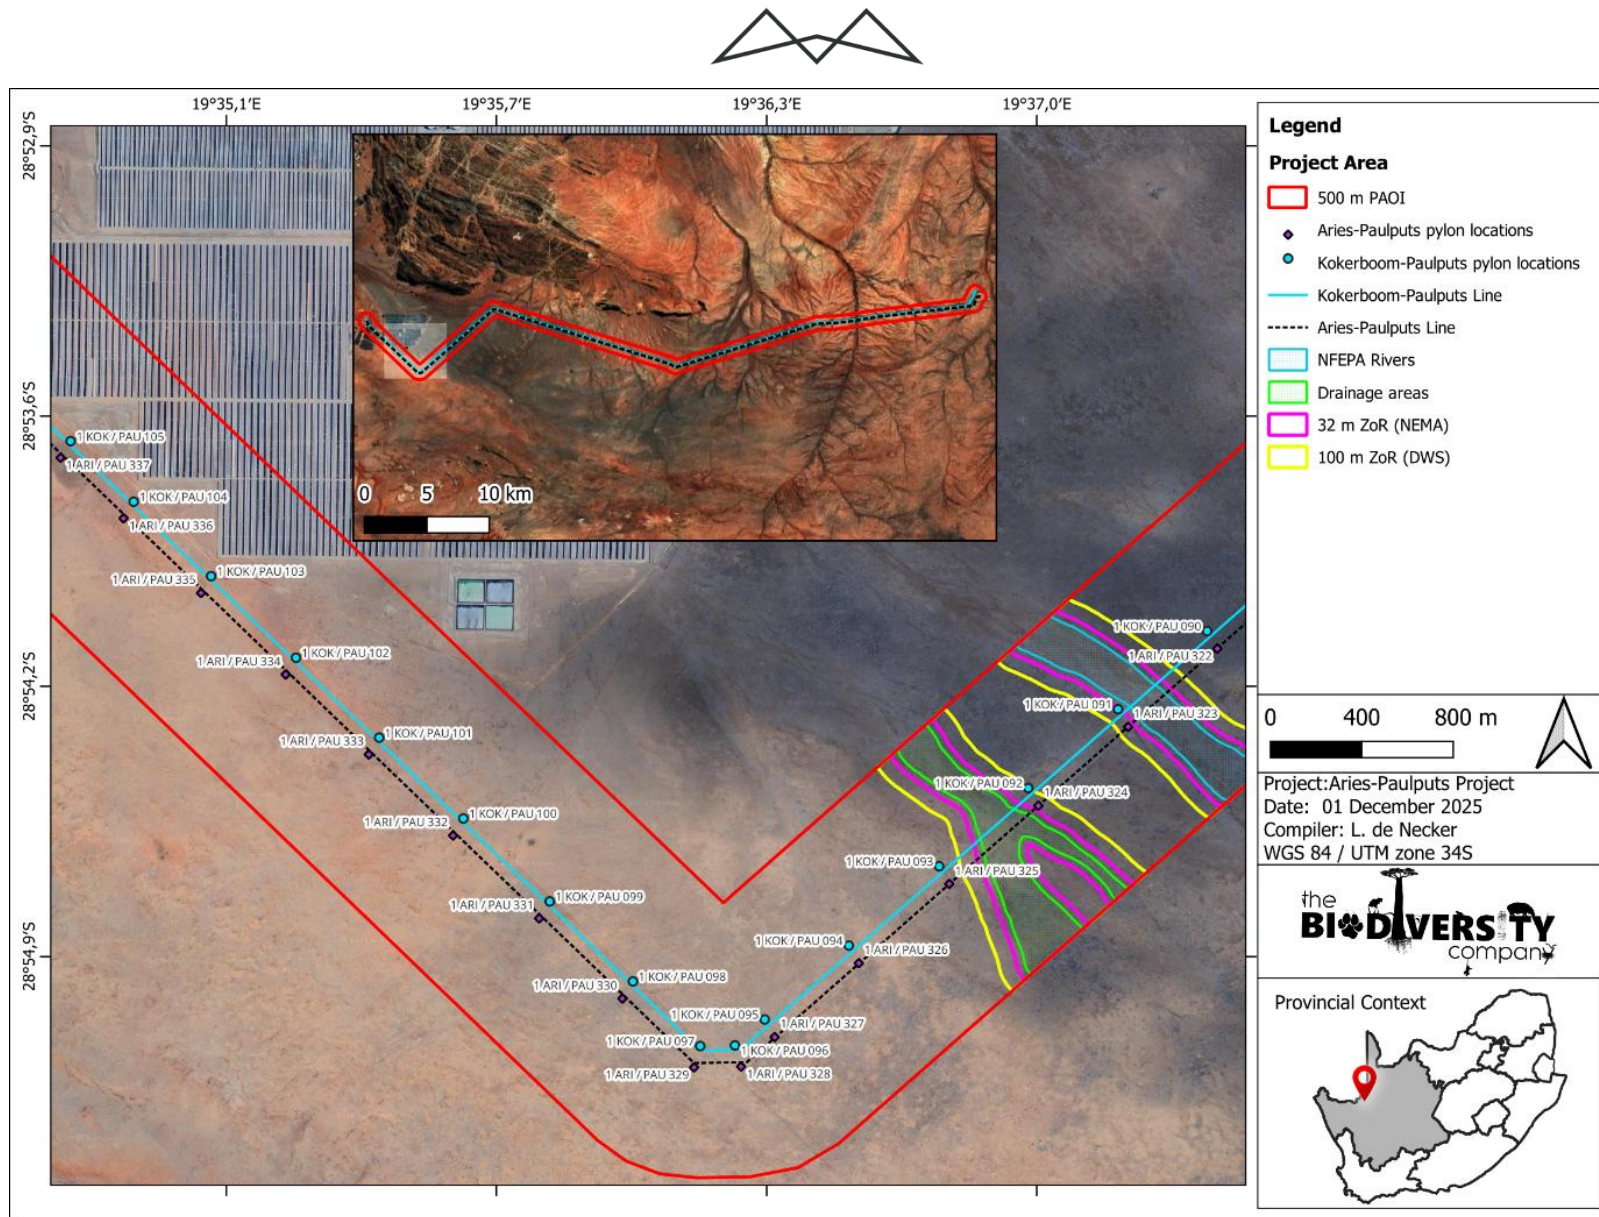 19°35,1'E
19°35,7'E
19°36,3'E
19°37,0'E
28°52,9'S
28°53,6'S
28°54,2'S
28°54,9'S
0 5 10 km
1 KOK / PAU 105
1 ARI / PAU 337
1 KOK / PAU 104
1 ARI / PAU 336
1 KOK / PAU 103
1 ARI / PAU 335
1 KOK / PAU 102
1 ARI / PAU 334
1 KOK / PAU 101
1 ARI / PAU 333
1 KOK / PAU 100
1 ARI / PAU 332
1 KOK / PAU 099
1 ARI / PAU 331
1 KOK / PAU 098
1 ARI / PAU 330
1 KOK / PAU 097
1 ARI / PAU 329
1 KOK / PAU 096
1 ARI / PAU 328
1 KOK / PAU 095
1 ARI / PAU 327
1 KOK / PAU 094
1 ARI / PAU 326
1 KOK / PAU 093
1 ARI / PAU 325
1 KOK / PAU 092
1 ARI / PAU 324
1 KOK / PAU 091
1 ARI / PAU 323
1 KOK / PAU 090
1 ARI / PAU 322
Legend
Project Area
500 m PAOI
Aries-Paulputs pylon locations
Kokerboom-Paulputs pylon locations
Kokerboom-Paulputs Line
Aries-Paulputs Line
NFEPA Rivers
Drainage areas
32 m ZoR (NEMA)
100 m ZoR (DWS)
0 400 800 m
Project:Aries-Paulputs Project
Date: 01 December 2025
Compiler: L. de Necker
WGS 84 / UTM zone 34S
the
BIODIVERSITY
company
Provincial Context